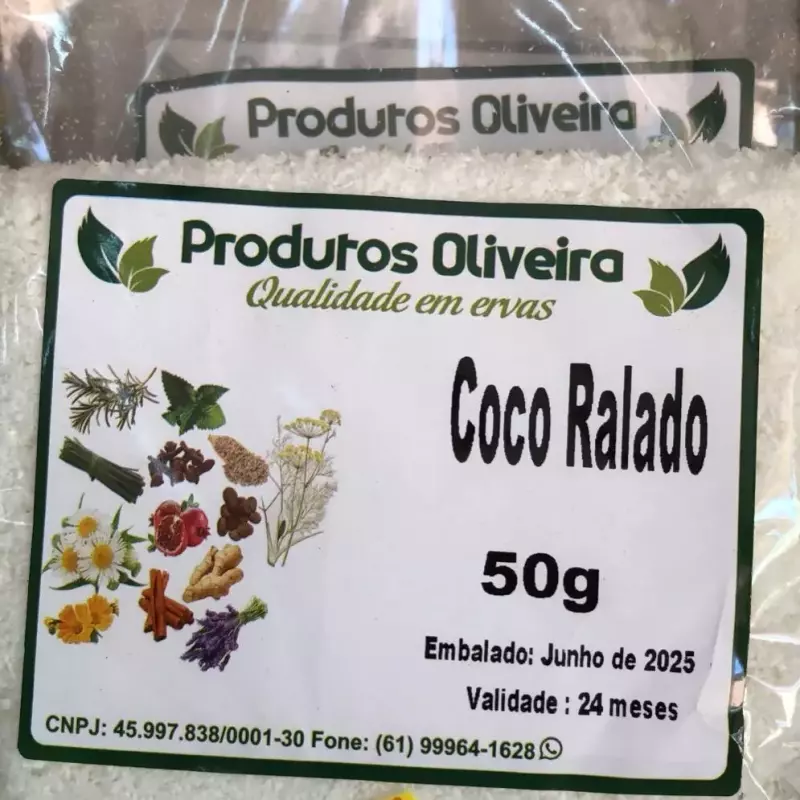 Produtos Oliveira
Produtos Oliveira
Qualidade em ervas
Coco Ralado
50g
Embalado: Junho de 2025
Validade : 24 meses
CNPJ: 45.997.838/0001-30 Fone: (61) 99964-1628